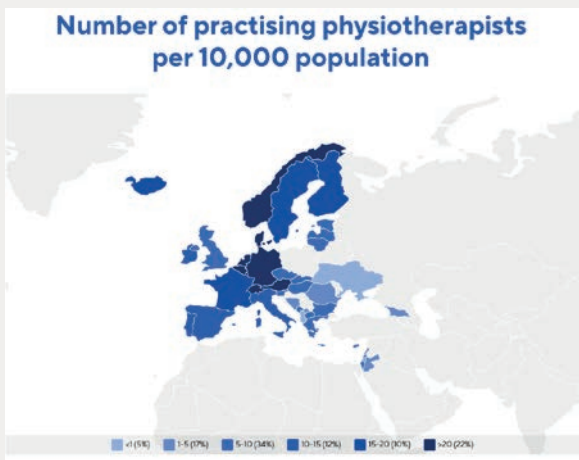 Number of practising physiotherapists
per 10,000 population
<1 (5%) 1-5 (17%) 5-10 (34%) 10-15 (12%) 15-20 (10%) >20 (22%)